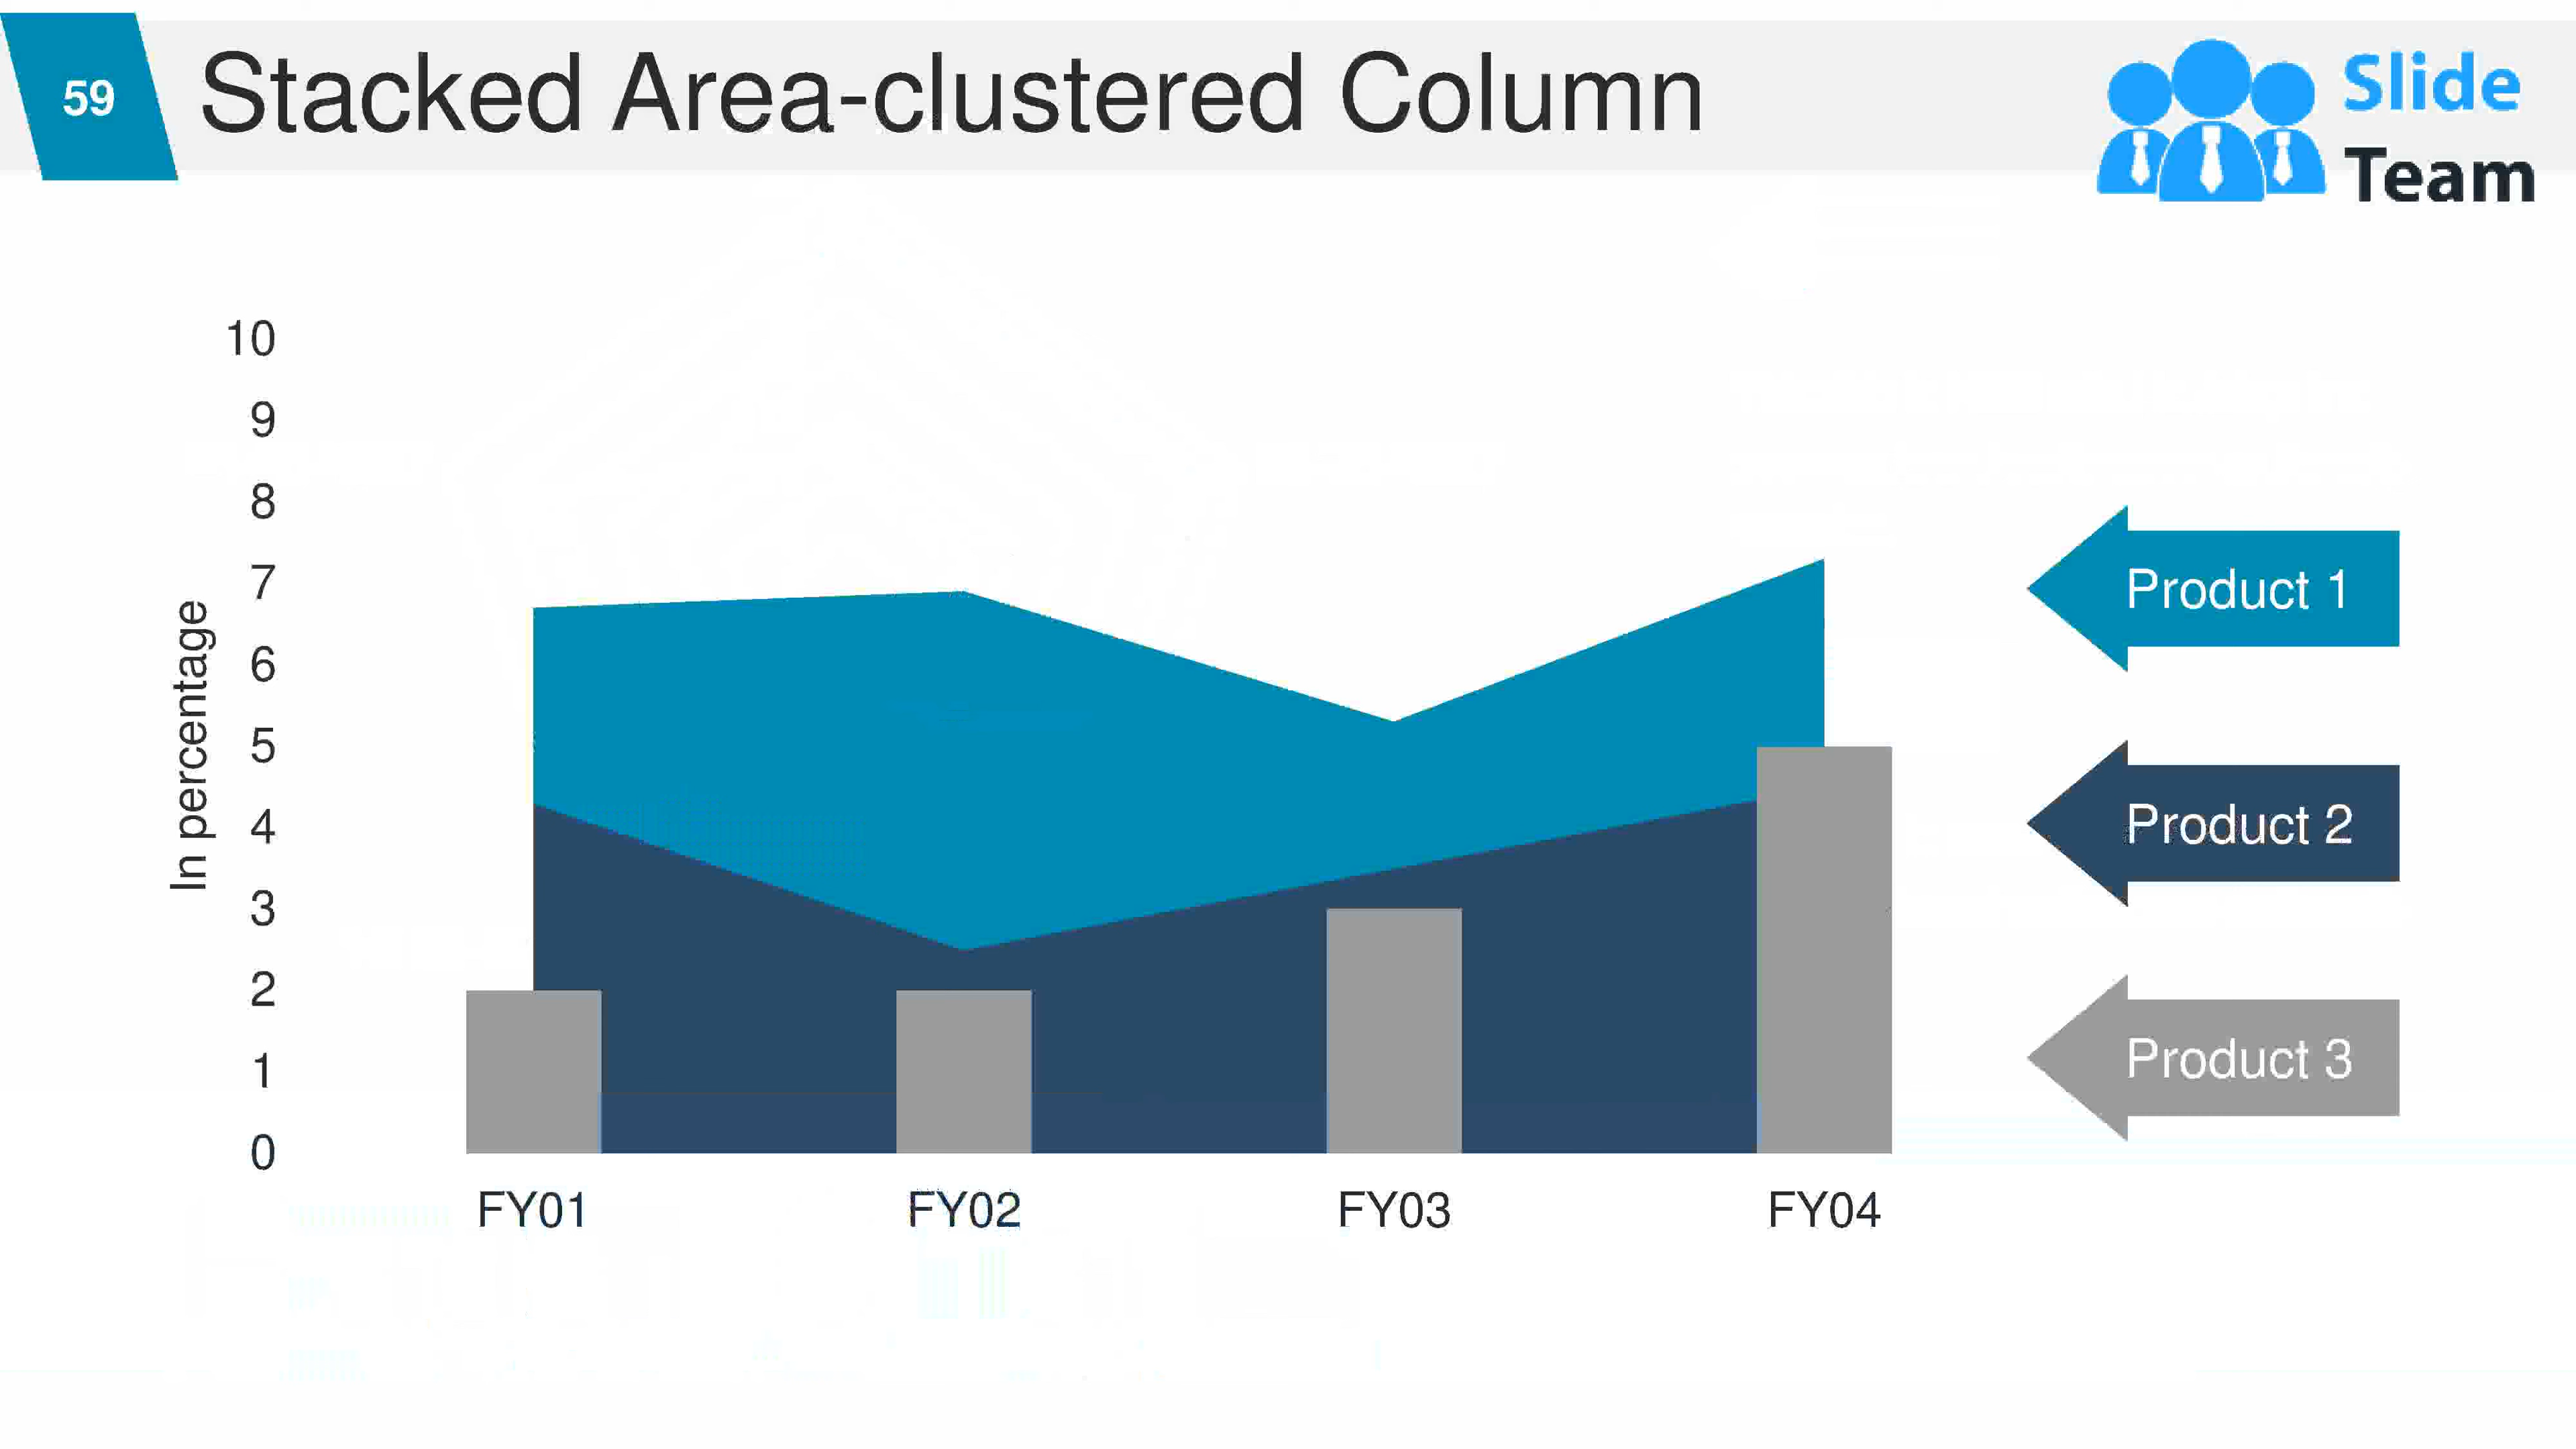 59
Stacked Area-clustered Column
Slide
Team
10
9
8
7
6
5
4
3
2
1
0
In percentage
FY01
FY02
FY03
FY04
Product 1
Product 2
Product 3